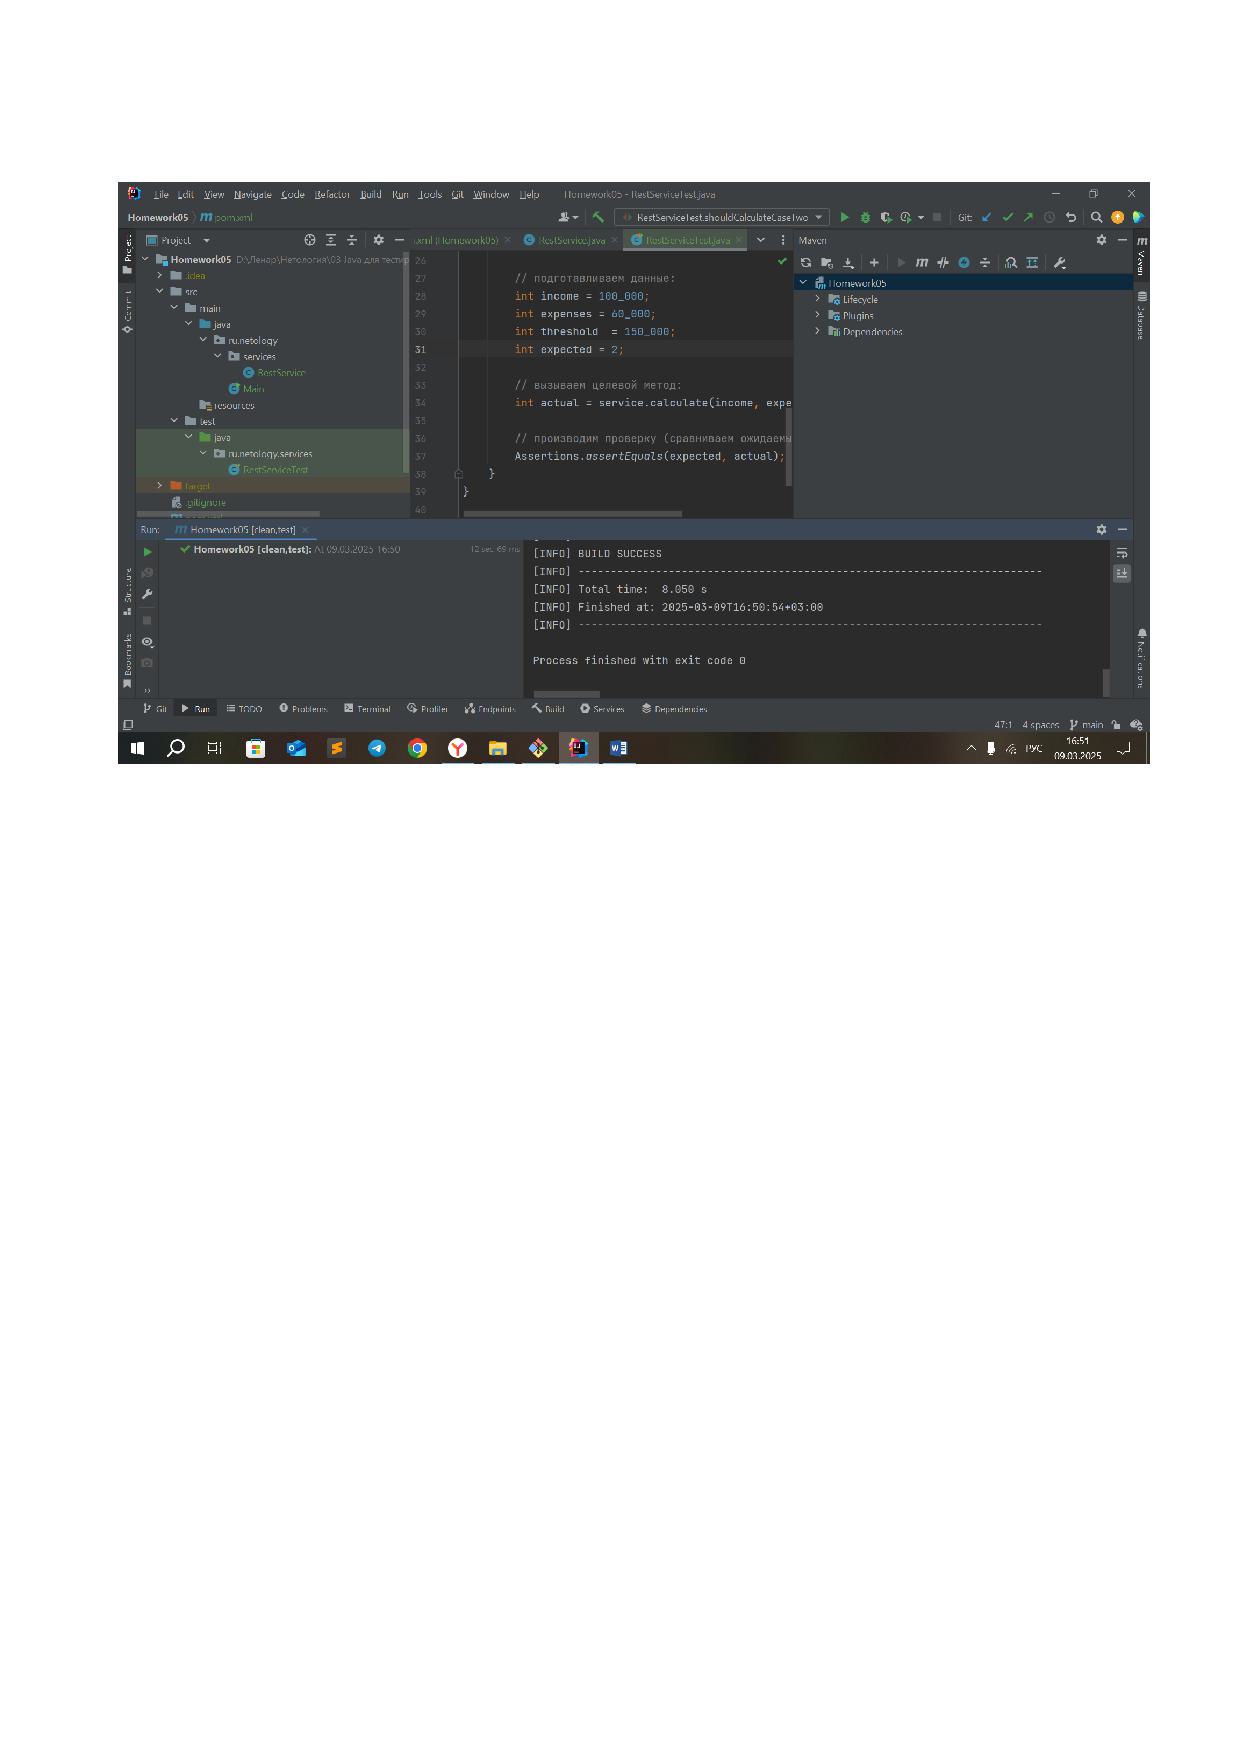 File Edit View Navigate Code Refactor Build Run Tools Git Window Help Homework05 - RestServiceTest.java
Homework05 pom.xml RestServiceTest.shouldCalculateCaseTwo Git:
Project
.xml (Homework05) RestService.java RestServiceTest.java
Maven
Homework05 D:\Ленар\Нетология\03 Java для тести
.idea
src
main
java
ru.netology
services
RestService
Main
resources
test
java
ru.netology.services
RestServiceTest
target
.gitignore
26
27 // подготавливаем данные:
28 int income = 100_000;
29 int expenses = 60_000;
30 int threshold  = 150_000;
31 int expected = 2;
32
33 // вызываем целевой метод:
34 int actual = service.calculate(income, expe
35
36 // производим проверку (сравниваем ожидаемы
37 Assertions.assertEquals(expected, actual);
38 }
39 }
40
Homework05
Lifecycle
Plugins
Dependencies
Project
Commit
Structure
Bookmarks
Maven
Database
Notifications
Run: Homework05 [clean,test]
Homework05 [clean,test]: At 09.03.2025 16:50 12 sec, 69 ms
[INFO] BUILD SUCCESS
[INFO] ------------------------------------------------------------------------
[INFO] Total time:  8.050 s
[INFO] Finished at: 2025-03-09T16:50:54+03:00
[INFO] ------------------------------------------------------------------------
Process finished with exit code 0
Git Run TODO Problems Terminal Profiler Endpoints Build Services Dependencies
47:1 4 spaces main
РУС 16:51
09.03.2025